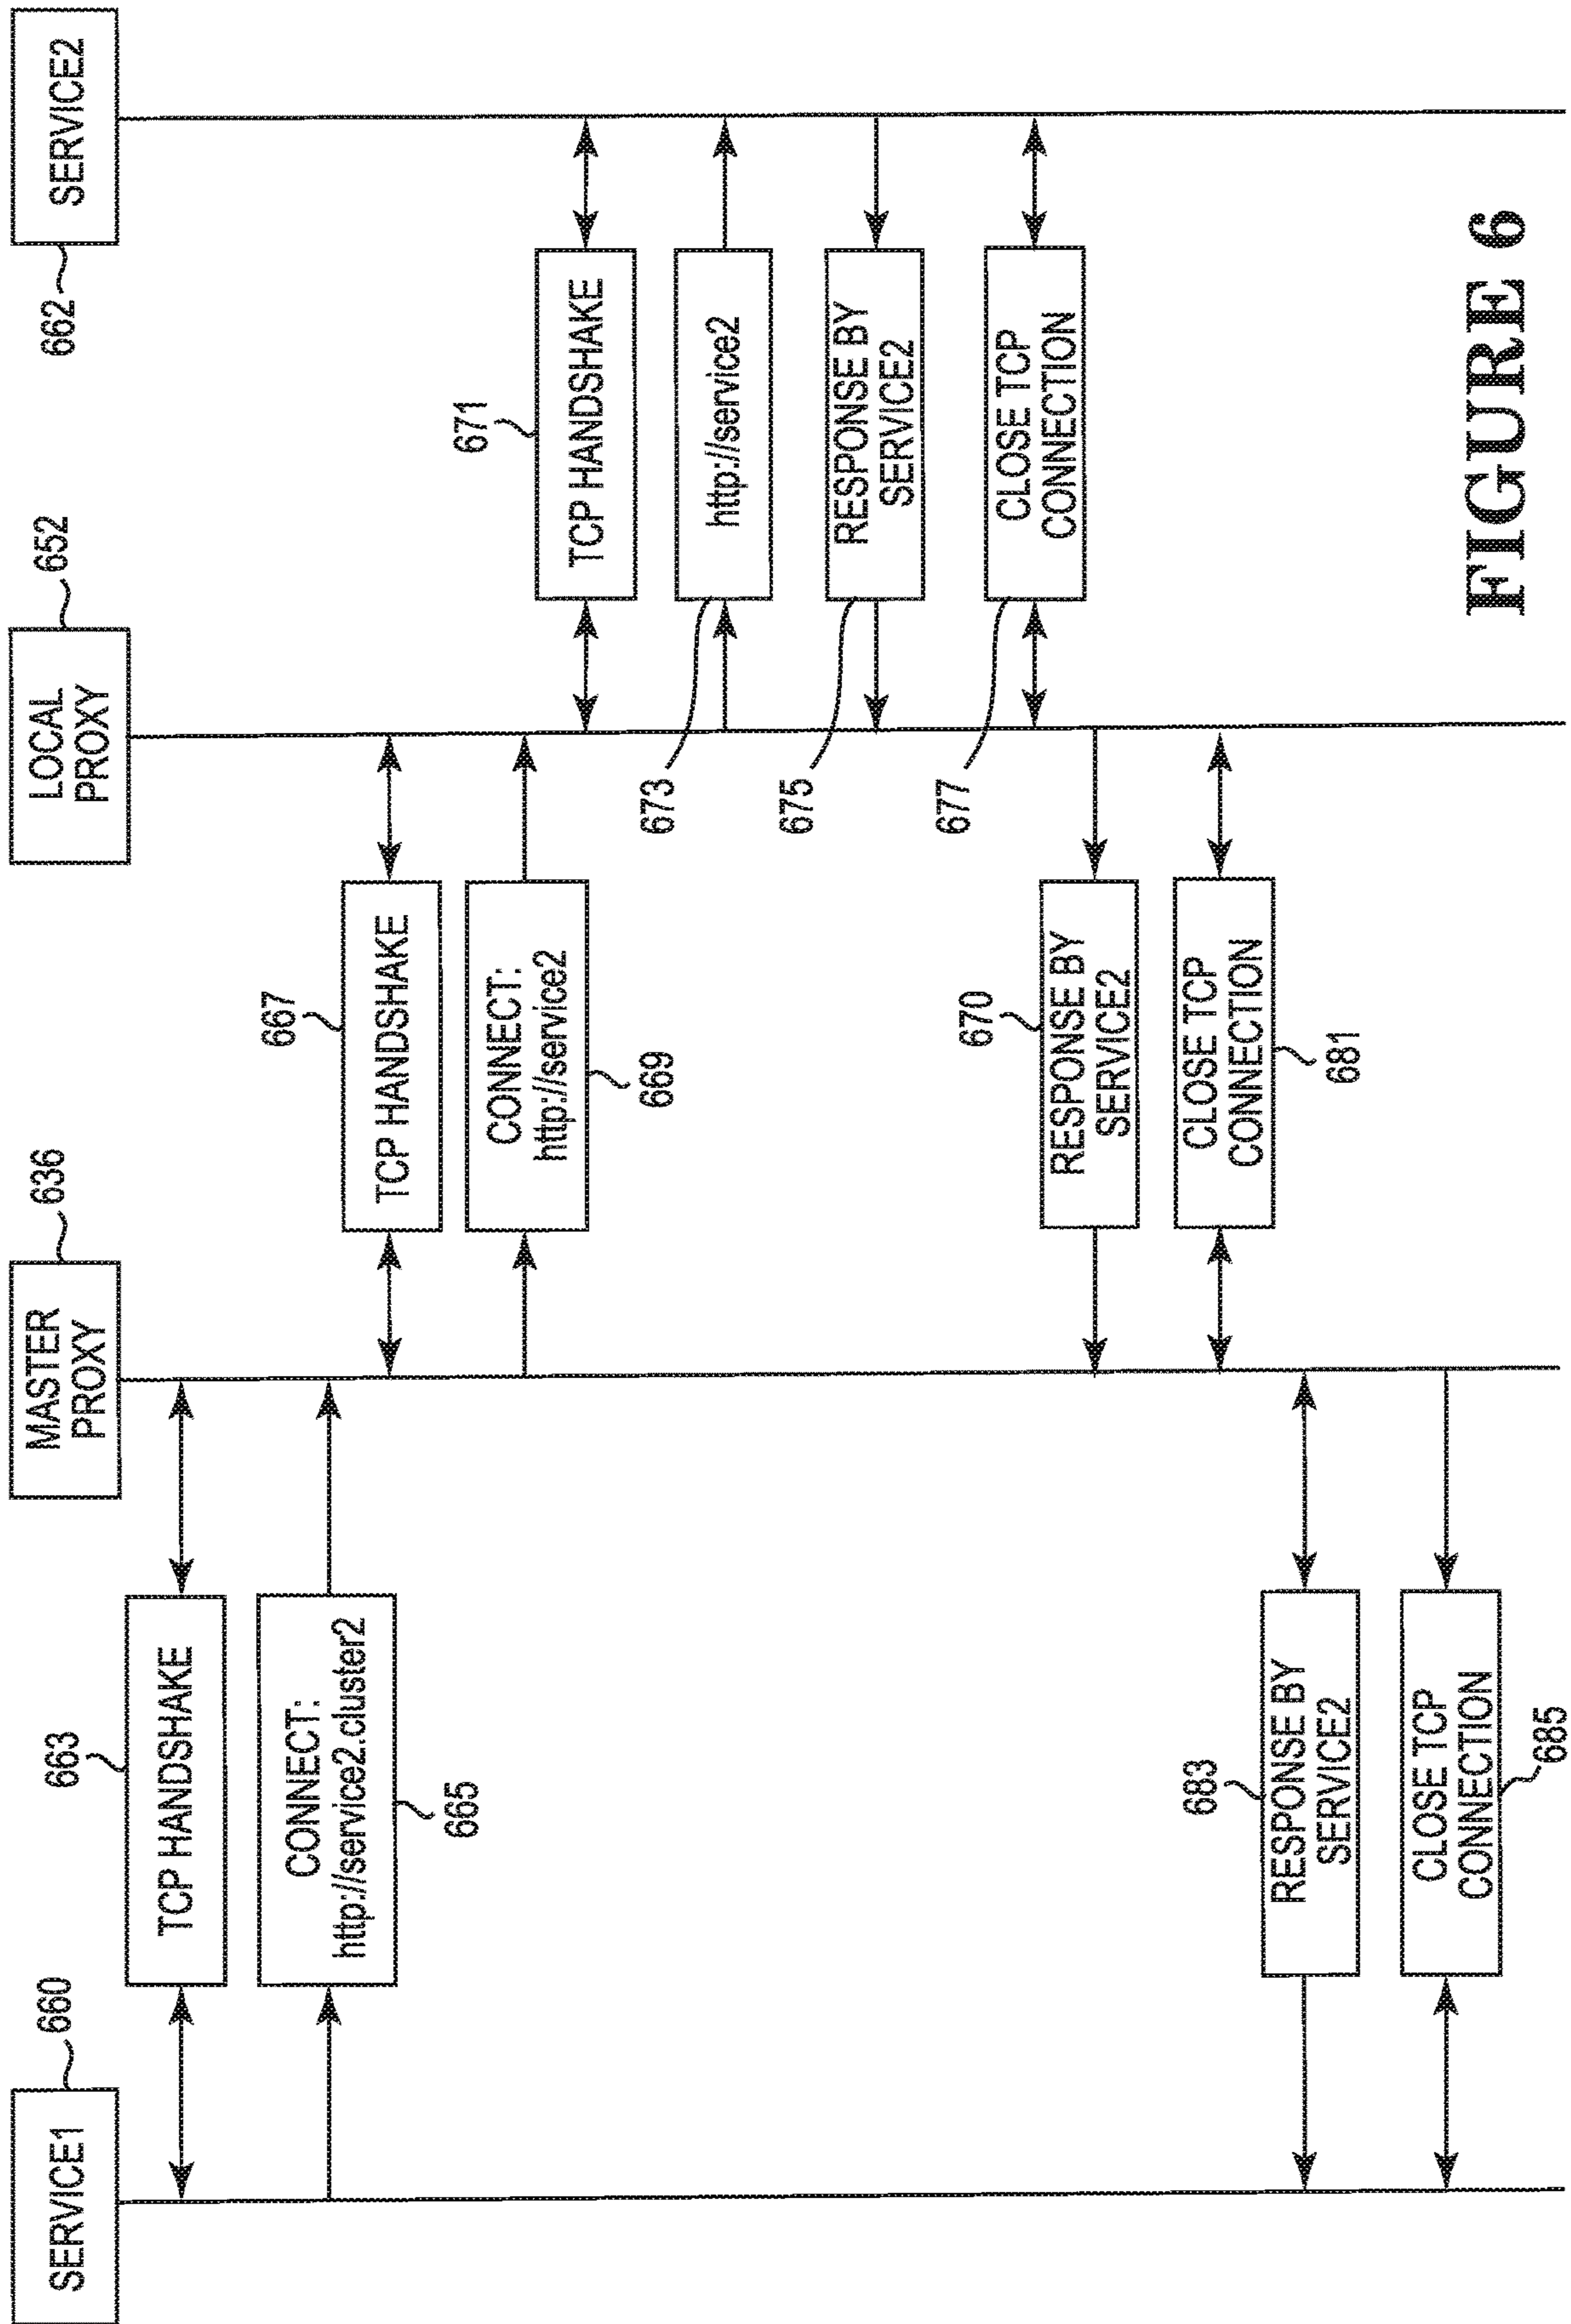 SERVICE1
660
MASTER
PROXY
636
LOCAL
PROXY
652
SERVICE2
662
663
TCP HANDSHAKE
CONNECT:
http://service2.cluster2
665
667
TCP HANDSHAKE
CONNECT:
http://service2
669
671
TCP HANDSHAKE
http://service2
673
RESPONSE BY
SERVICE2
675
CLOSE TCP
CONNECTION
677
670
RESPONSE BY
SERVICE2
CLOSE TCP
CONNECTION
681
683
RESPONSE BY
SERVICE2
CLOSE TCP
CONNECTION
685
FIGURE 6